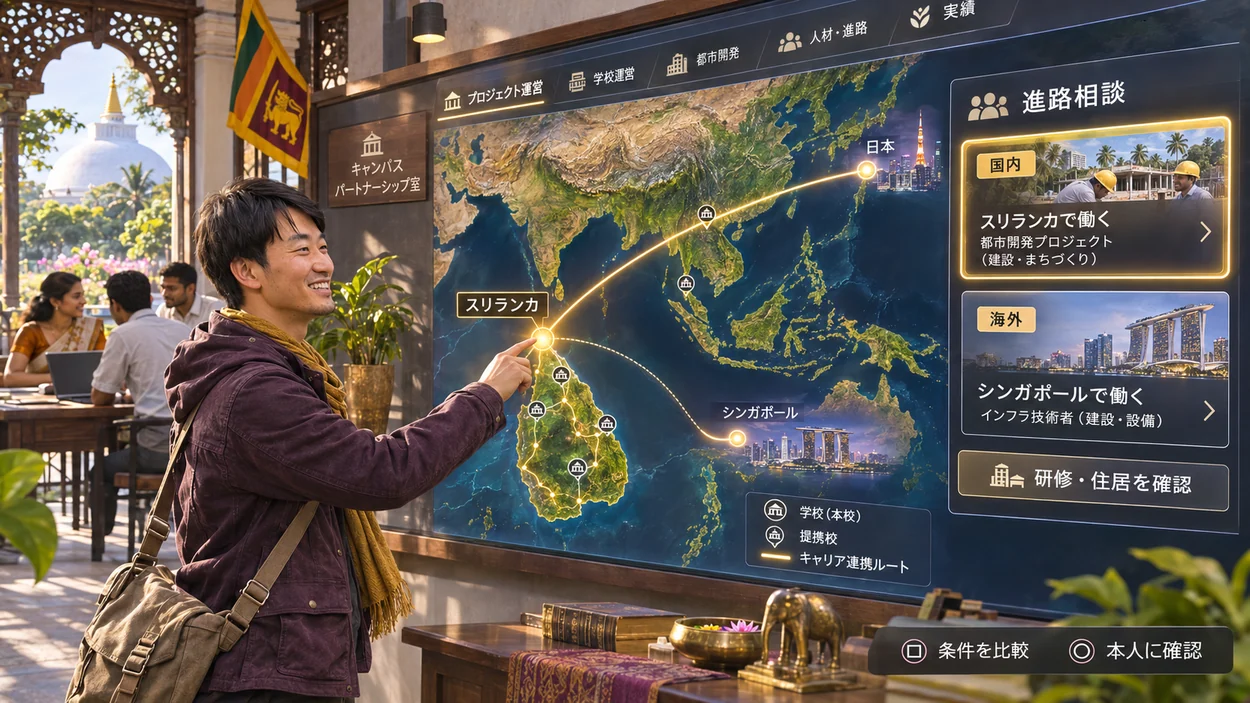 プロジェクト運営
学校運営
都市開発
人材・進路
実績
キャンパス
パートナーシップ室
日本
スリランカ
シンガポール
学校(本校)
提携校
キャリア連携ルート
進路相談
国内
スリランカで働く
都市開発プロジェクト
(建設・まちづくり)
海外
シンガポールで働く
インフラ技術者(建設・設備)
研修・住居を確認
条件を比較
本人に確認